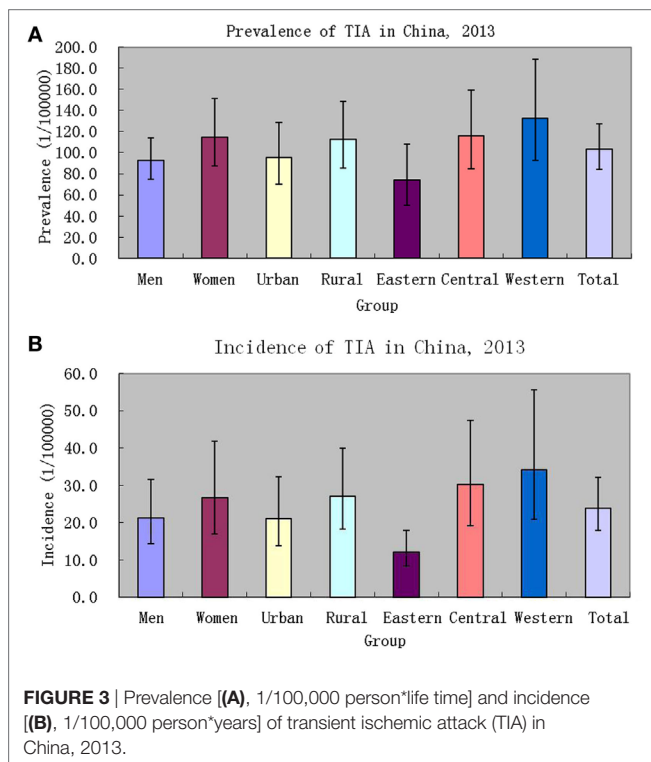 A
Prevalence of TIA in China, 2013
Prevalence (1/100000)
200.0
180.0
160.0
140.0
120.0
100.0
80.0
60.0
40.0
20.0
0.0
Men Women Urban Rural Eastern Central Western Total
Group
B
Incidence of TIA in China, 2013
Incidence (1/100000)
60.0
50.0
40.0
30.0
20.0
10.0
0.0
Men Women Urban Rural Eastern Central Western Total
Group
FIGURE 3 | Prevalence [(A), 1/100,000 person*life time] and incidence
[(B), 1/100,000 person*years] of transient ischemic attack (TIA) in
China, 2013.